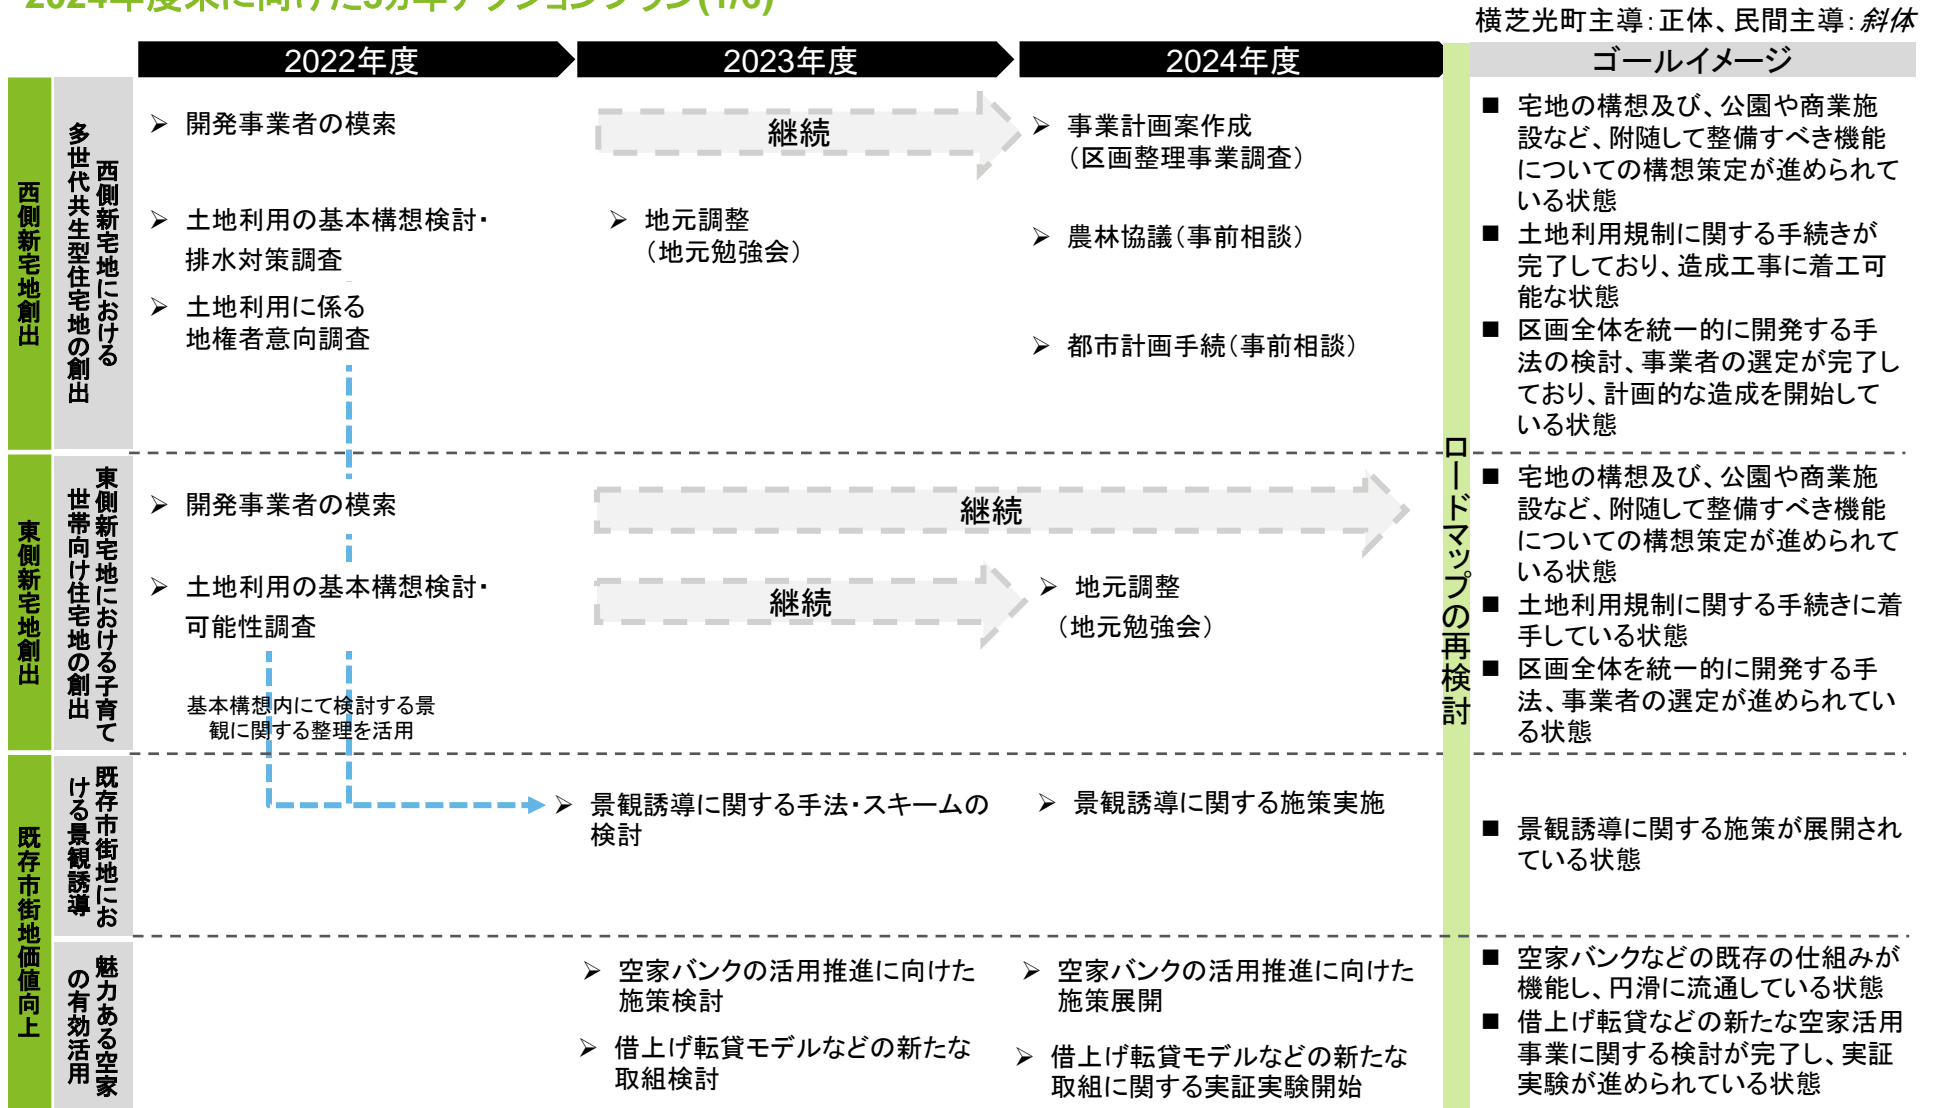 2024年度末に向けた3カ年アクションプラン(1/6)
横芝光町主導：正体、民間主導：斜体
2022年度
2023年度
2024年度
ゴールイメージ
西側新宅地創出
西側新宅地における
多世代共生型住宅地の創出
➢ 開発事業者の模索
継続
➢ 事業計画案作成
（区画整理事業調査）
➢ 土地利用の基本構想検討・
排水対策調査
➢ 地元調整
（地元勉強会）
➢ 農林協議（事前相談）
➢ 土地利用に係る
地権者意向調査
➢ 都市計画手続（事前相談）
■ 宅地の構想及び、公園や商業施
設など、附随して整備すべき機能
についての構想策定が進められて
いる状態
■ 土地利用規制に関する手続きが
完了しており、造成工事に着工可
能な状態
■ 区画全体を統一的に開発する手
法の検討、事業者の選定が完了し
ており、計画的な造成を開始して
いる状態
ロードマップの再検討
東側新宅地創出
東側新宅地における子育て
世帯向け住宅地の創出
➢ 開発事業者の模索
継続
➢ 土地利用の基本構想検討・
可能性調査
継続
➢ 地元調整
（地元勉強会）
基本構想内にて検討する景
観に関する整理を活用
■ 宅地の構想及び、公園や商業施
設など、附随して整備すべき機能
についての構想策定が進められて
いる状態
■ 土地利用規制に関する手続きに着
手している状態
■ 区画全体を統一的に開発する手
法、事業者の選定が進められてい
る状態
既存市街地価値向上
既存市街地にお
ける景観誘導
➢ 景観誘導に関する手法・スキームの
検討
➢ 景観誘導に関する施策実施
■ 景観誘導に関する施策が展開され
ている状態
魅力ある空家
の有効活用
➢ 空家バンクの活用推進に向けた
施策検討
➢ 借上げ転貸モデルなどの新たな
取組検討
➢ 空家バンクの活用推進に向けた
施策展開
➢ 借上げ転貸モデルなどの新たな
取組に関する実証実験開始
■ 空家バンクなどの既存の仕組みが
機能し、円滑に流通している状態
■ 借上げ転貸などの新たな空家活用
事業に関する検討が完了し、実証
実験が進められている状態